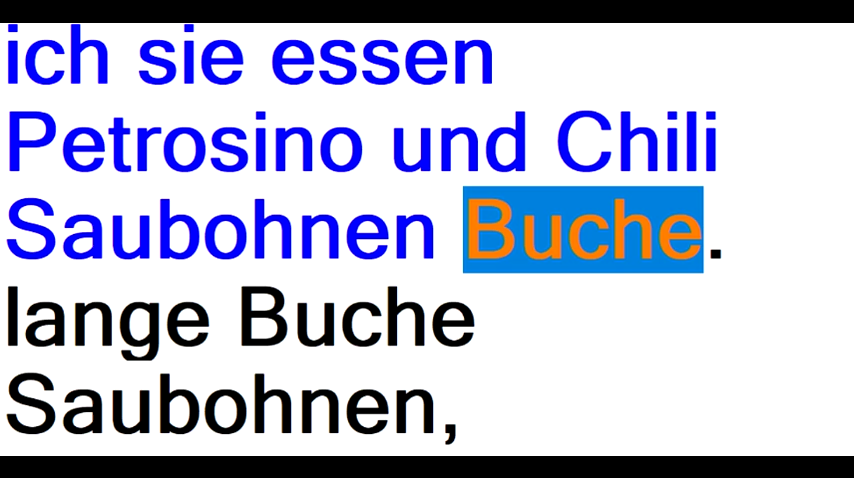 ich sie essen
Petrosino und Chili
Saubohnen Buche.
lange Buche
Saubohnen,